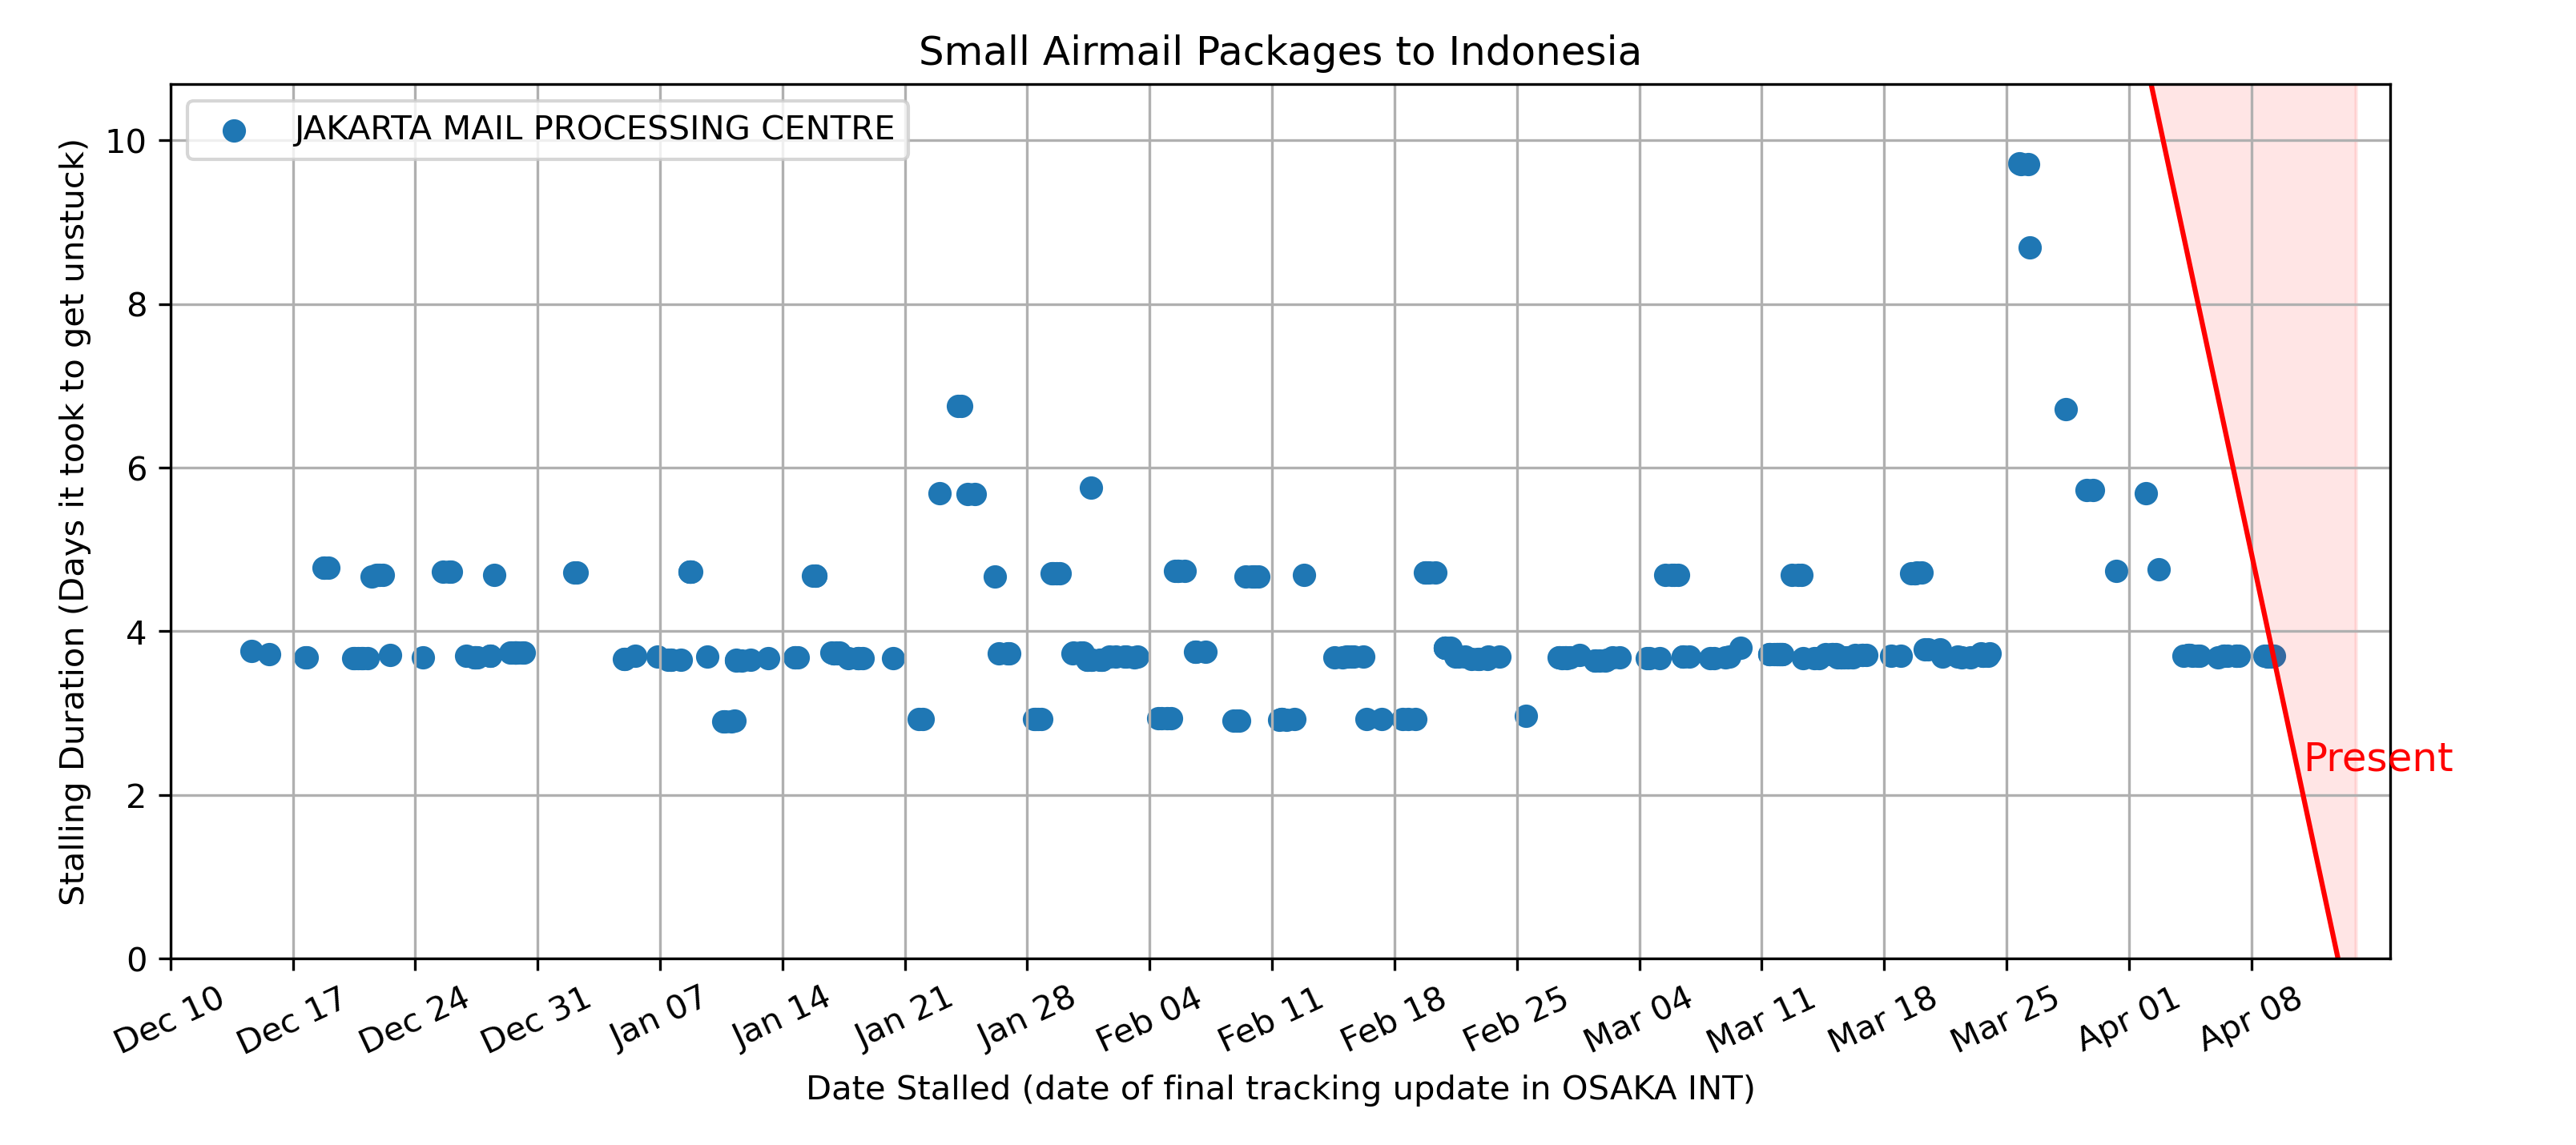 Small Airmail Packages to Indonesia
JAKARTA MAIL PROCESSING CENTRE
Stalling Duration (Days it took to get unstuck)
10
8
6
4
2
0
Present
Dec 10
Dec 17
Dec 24
Dec 31
Jan 07
Jan 14
Jan 21
Jan 28
Feb 04
Feb 11
Feb 18
Feb 25
Mar 04
Mar 11
Mar 18
Mar 25
Apr 01
Apr 08
Date Stalled (date of final tracking update in OSAKA INT)